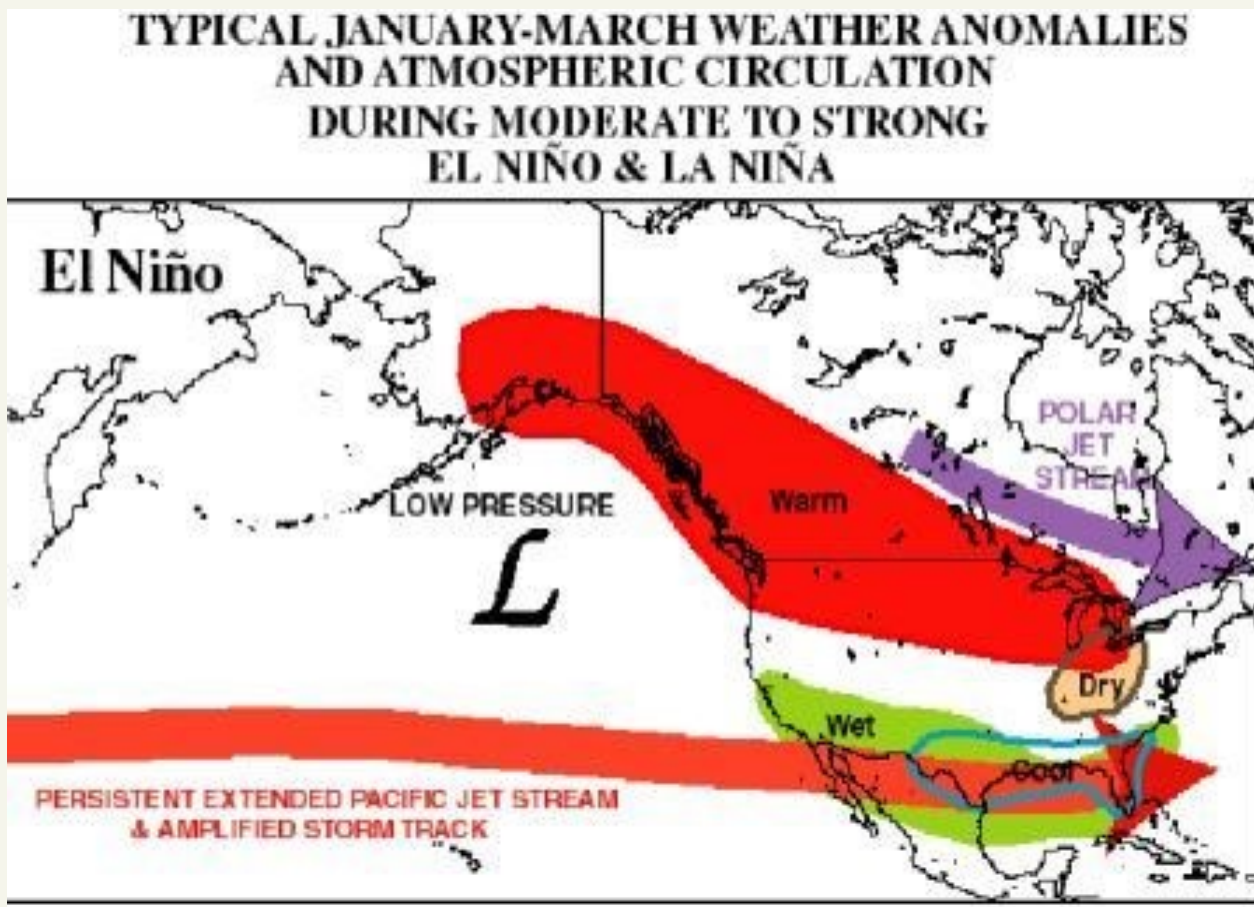 TYPICAL JANUARY-MARCH WEATHER ANOMALIES
AND ATMOSPHERIC CIRCULATION
DURING MODERATE TO STRONG
EL NIÑO & LA NIÑA
El Niño
POLAR
JET
STREAM
LOW PRESSURE
Warm
L
Dry
Wet
Cool
PERSISTENT EXTENDED PACIFIC JET STREAM
& AMPLIFIED STORM TRACK